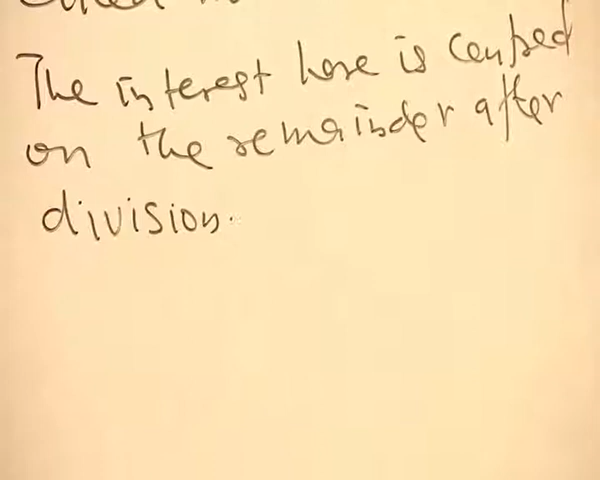 The interest here is centred
on the remainder after
division.